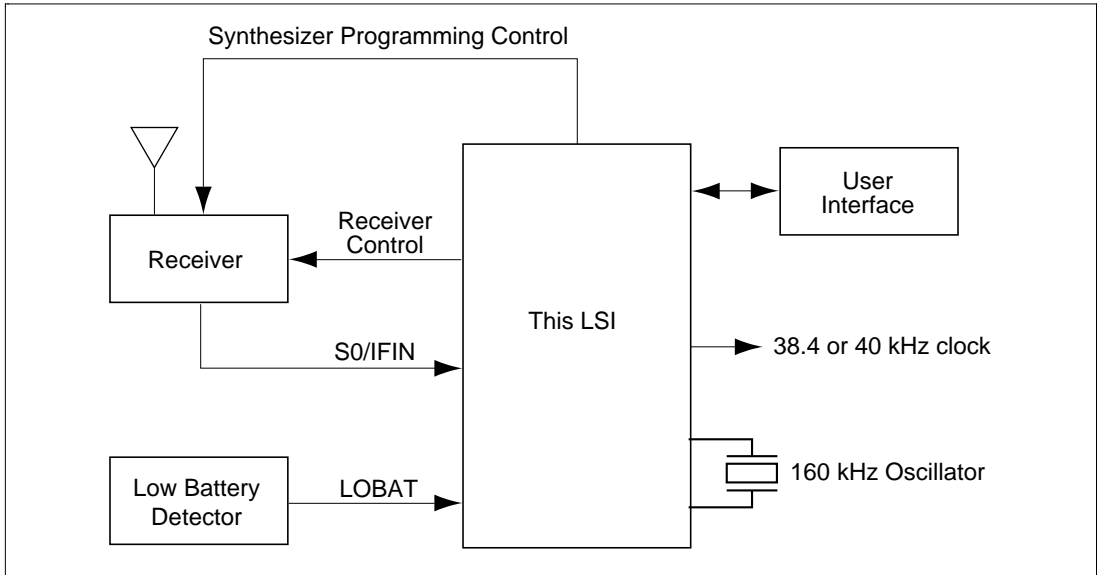 Synthesizer Programming Control
User
Interface
Receiver
Control
Receiver
This LSI
S0/IFIN
38.4 or 40 kHz clock
160 kHz Oscillator
Low Battery
Detector
LOBAT